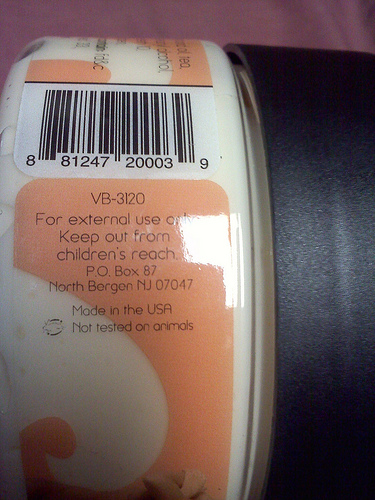 8 81247 20003 9
VB-3120
For external use only.
Keep out from
children's reach.
P.O. Box 87
North Bergen NJ 07047
Made in the USA
Not tested on animals